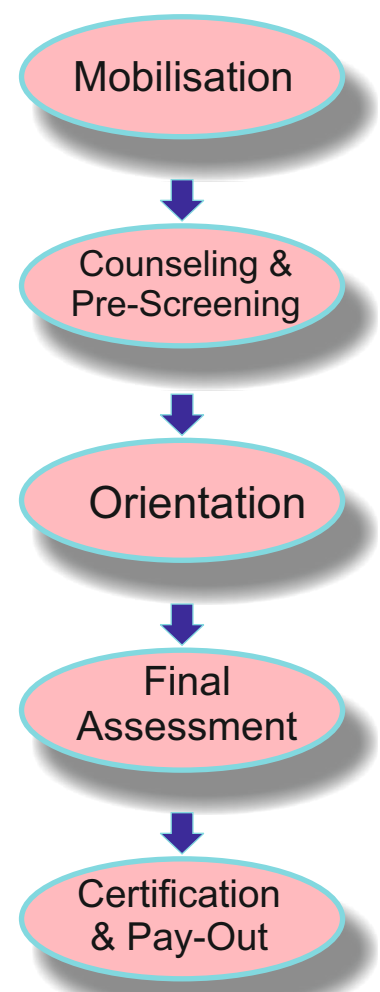 Mobilisation
Counseling &
Pre-Screening
Orientation
Final
Assessment
Certification
& Pay-Out